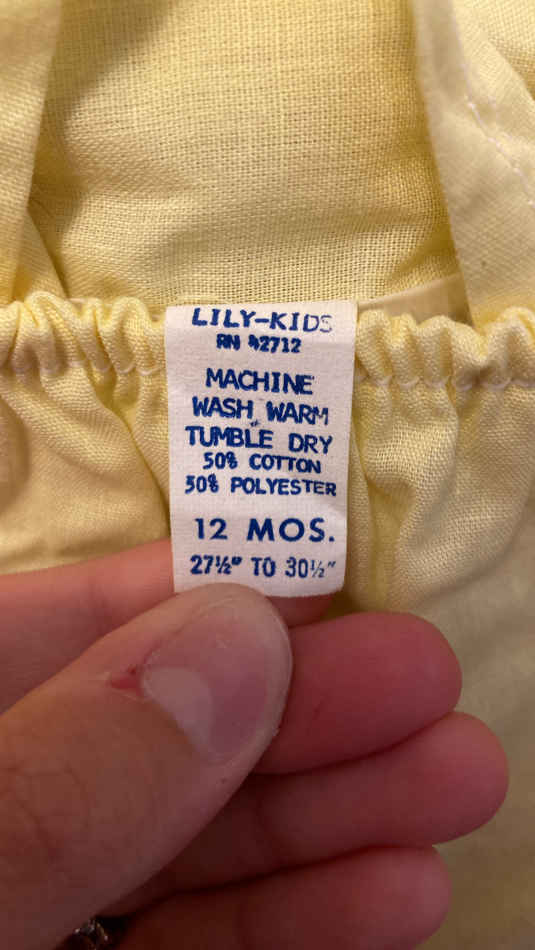 LILY-KIDS
RN 42712
MACHINE
WASH WARM
TUMBLE DRY
50% COTTON
50% POLYESTER
12 MOS.
27½" TO 30½"